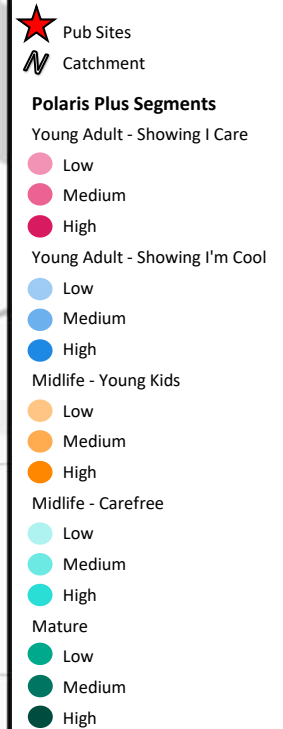 Pub Sites
Catchment
Polaris Plus Segments
Young Adult - Showing I Care
Low
Medium
High
Young Adult - Showing I'm Cool
Low
Medium
High
Midlife - Young Kids
Low
Medium
High
Midlife - Carefree
Low
Medium
High
Mature
Low
Medium
High